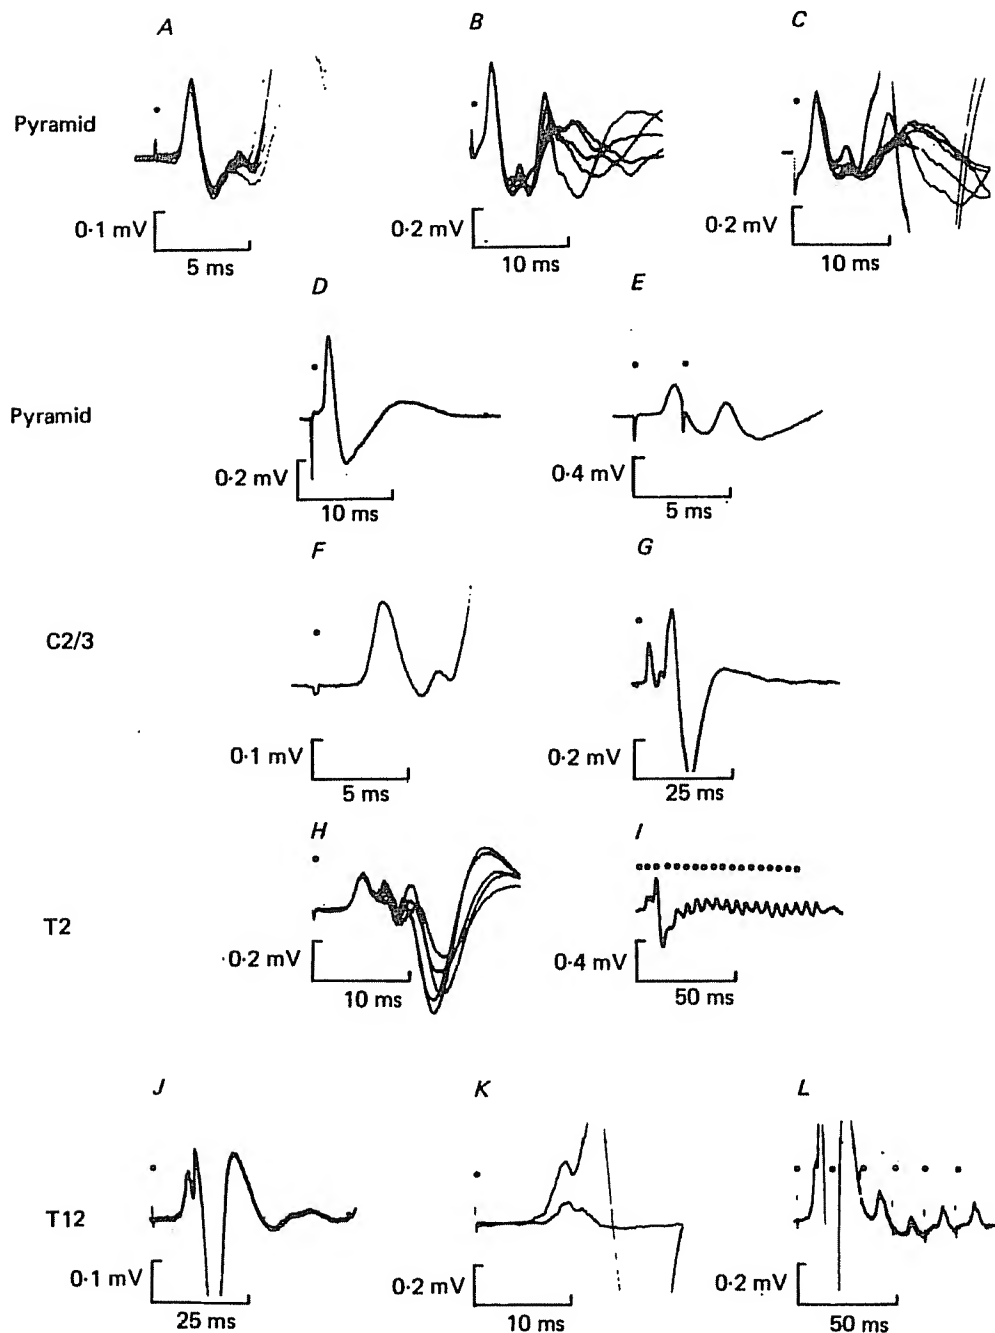 A B C
Pyramid
0·1 mV 0·2 mV 0·2 mV
5 ms 10 ms 10 ms
D E
Pyramid
0·2 mV 0·4 mV
10 ms 5 ms
F G
C2/3
0·1 mV 0·2 mV
5 ms 25 ms
H I
T2
0·2 mV 0·4 mV
10 ms 50 ms
J K L
T12
0·1 mV 0·2 mV 0·2 mV
25 ms 10 ms 50 ms